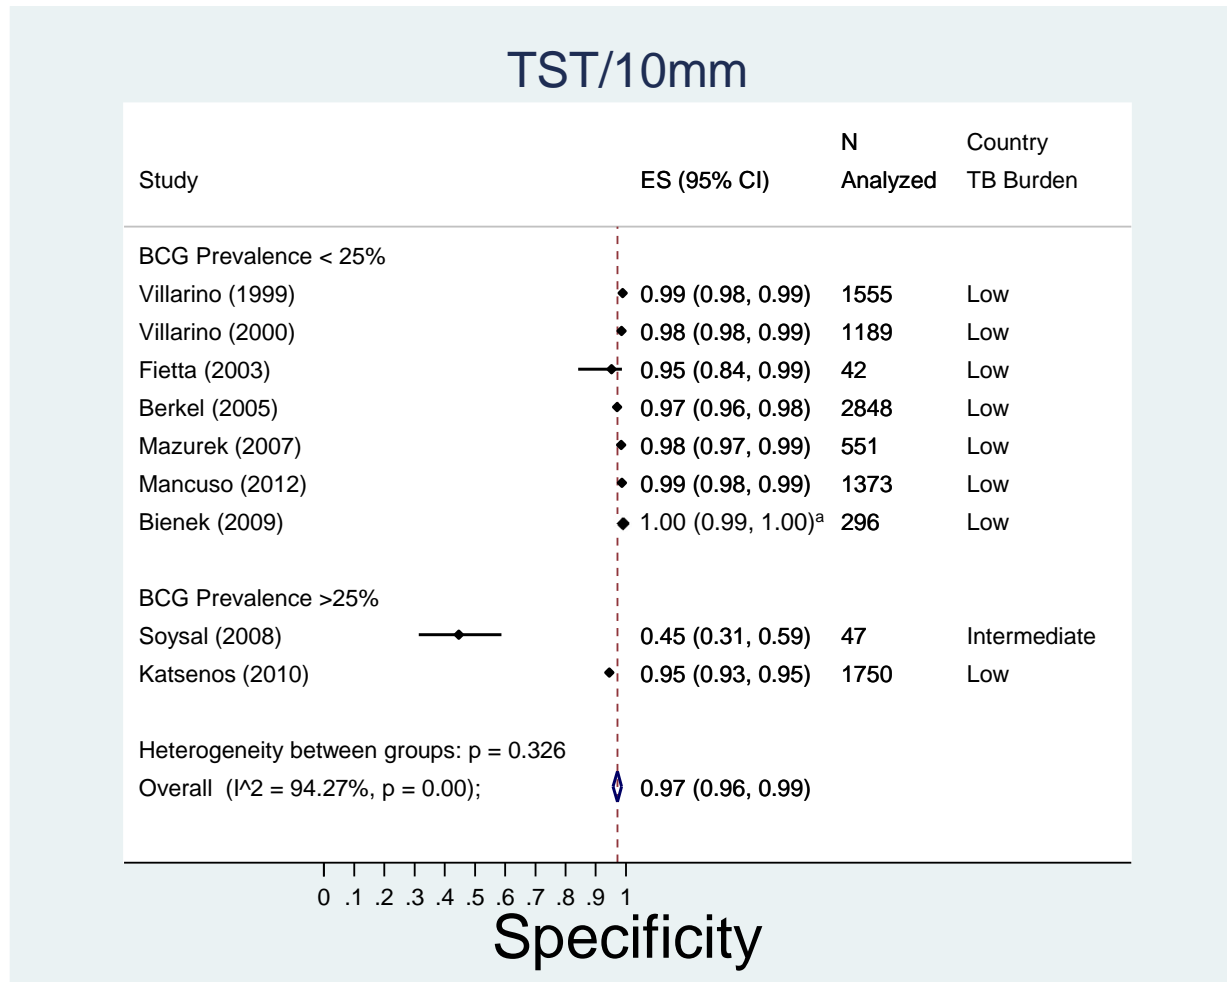 TST/10mm
N Country
Study ES (95% CI) Analyzed TB Burden
BCG Prevalence < 25%
Villarino (1999) 0.99 (0.98, 0.99) 1555 Low
Villarino (2000) 0.98 (0.98, 0.99) 1189 Low
Fietta (2003) 0.95 (0.84, 0.99) 42 Low
Berkel (2005) 0.97 (0.96, 0.98) 2848 Low
Mazurek (2007) 0.98 (0.97, 0.99) 551 Low
Mancuso (2012) 0.99 (0.98, 0.99) 1373 Low
Bienek (2009) 1.00 (0.99, 1.00)ᵃ 296 Low
BCG Prevalence >25%
Soysal (2008) 0.45 (0.31, 0.59) 47 Intermediate
Katsenos (2010) 0.95 (0.93, 0.95) 1750 Low
Heterogeneity between groups: p = 0.326
Overall (I^2 = 94.27%, p = 0.00); 0.97 (0.96, 0.99)
0 .1 .2 .3 .4 .5 .6 .7 .8 .9 1
Specificity